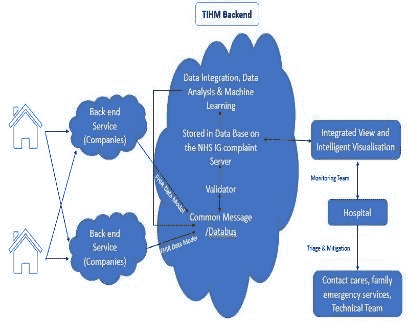 TIHM Backend
Data Integration, Data
Analysis & Machine
Learning
Back end
Service
(Companies)
Stored in Data Base on
the NHS IG complaint
Server
Integrated View and
Intelligent Visualisation
FHIR Data Model
Validator
Monitoring Team
Common Message
/Databus
Hospital
Back end
Service
(Companies)
FHIR Data Model
Triage & Mitigation
Contact cares, family
emergency services,
Technical Team